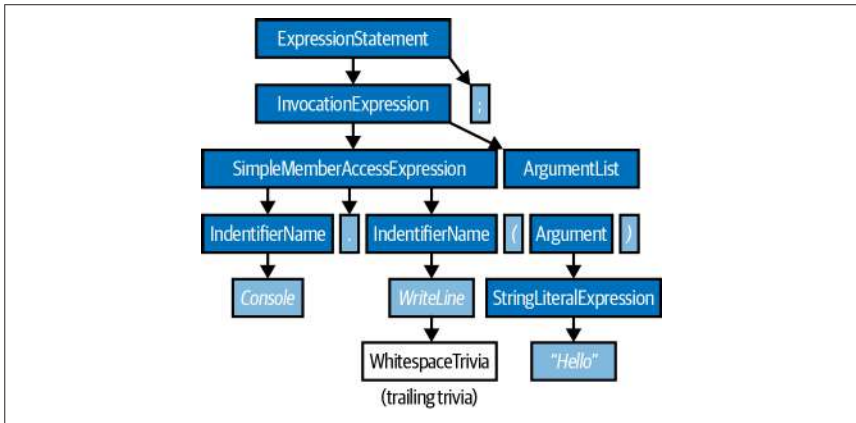 ExpressionStatement
InvocationExpression ;
SimpleMemberAccessExpression ArgumentList
IndentifierName . IndentifierName ( Argument )
Console WriteLine StringLiteralExpression
WhitespaceTrivia "Hello"
(trailing trivia)